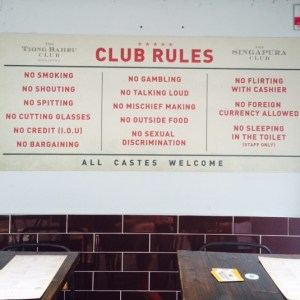 THE
TIONG BAHRU
CLUB
CLUB RULES
THE
SINGAPURA
CLUB
NO SMOKING
NO SHOUTING
NO SPITTING
NO CUTTING GLASSES
NO CREDIT (I.O.U)
NO BARGAINING
NO GAMBLING
NO TALKING LOUD
NO MISCHIEF MAKING
NO OUTSIDE FOOD
NO SEXUAL
DISCRIMINATION
NO FLIRTING
WITH CASHIER
NO FOREIGN
CURRENCY ALLOWED
NO SLEEPING
IN THE TOILET
(STAFF ONLY)
ALL CASTES WELCOME